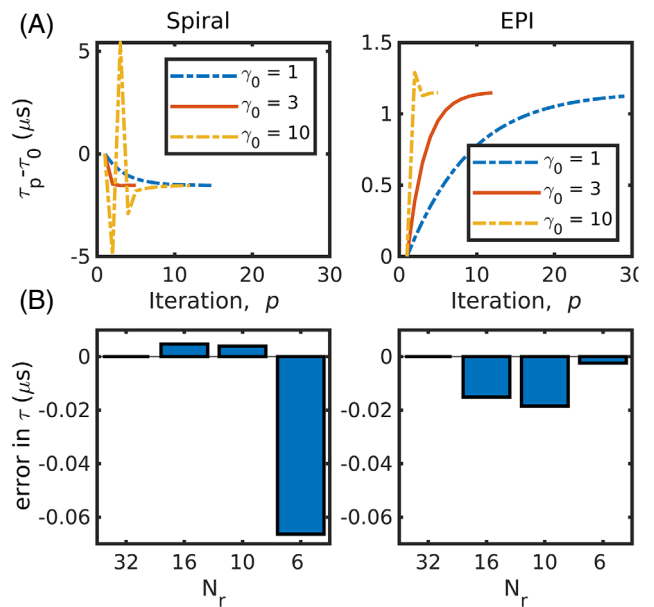 (A)
Spiral
EPI
τp-τ0 (μs)
5
0
-5
γ0 = 1
γ0 = 3
γ0 = 10
0 10 20 30
Iteration, p
1.5
1
0.5
0
γ0 = 1
γ0 = 3
γ0 = 10
0 10 20 30
Iteration, p
(B)
error in τ (μs)
0
-0.02
-0.04
-0.06
32 16 10 6
Nr
0
-0.02
-0.04
-0.06
32 16 10 6
Nr